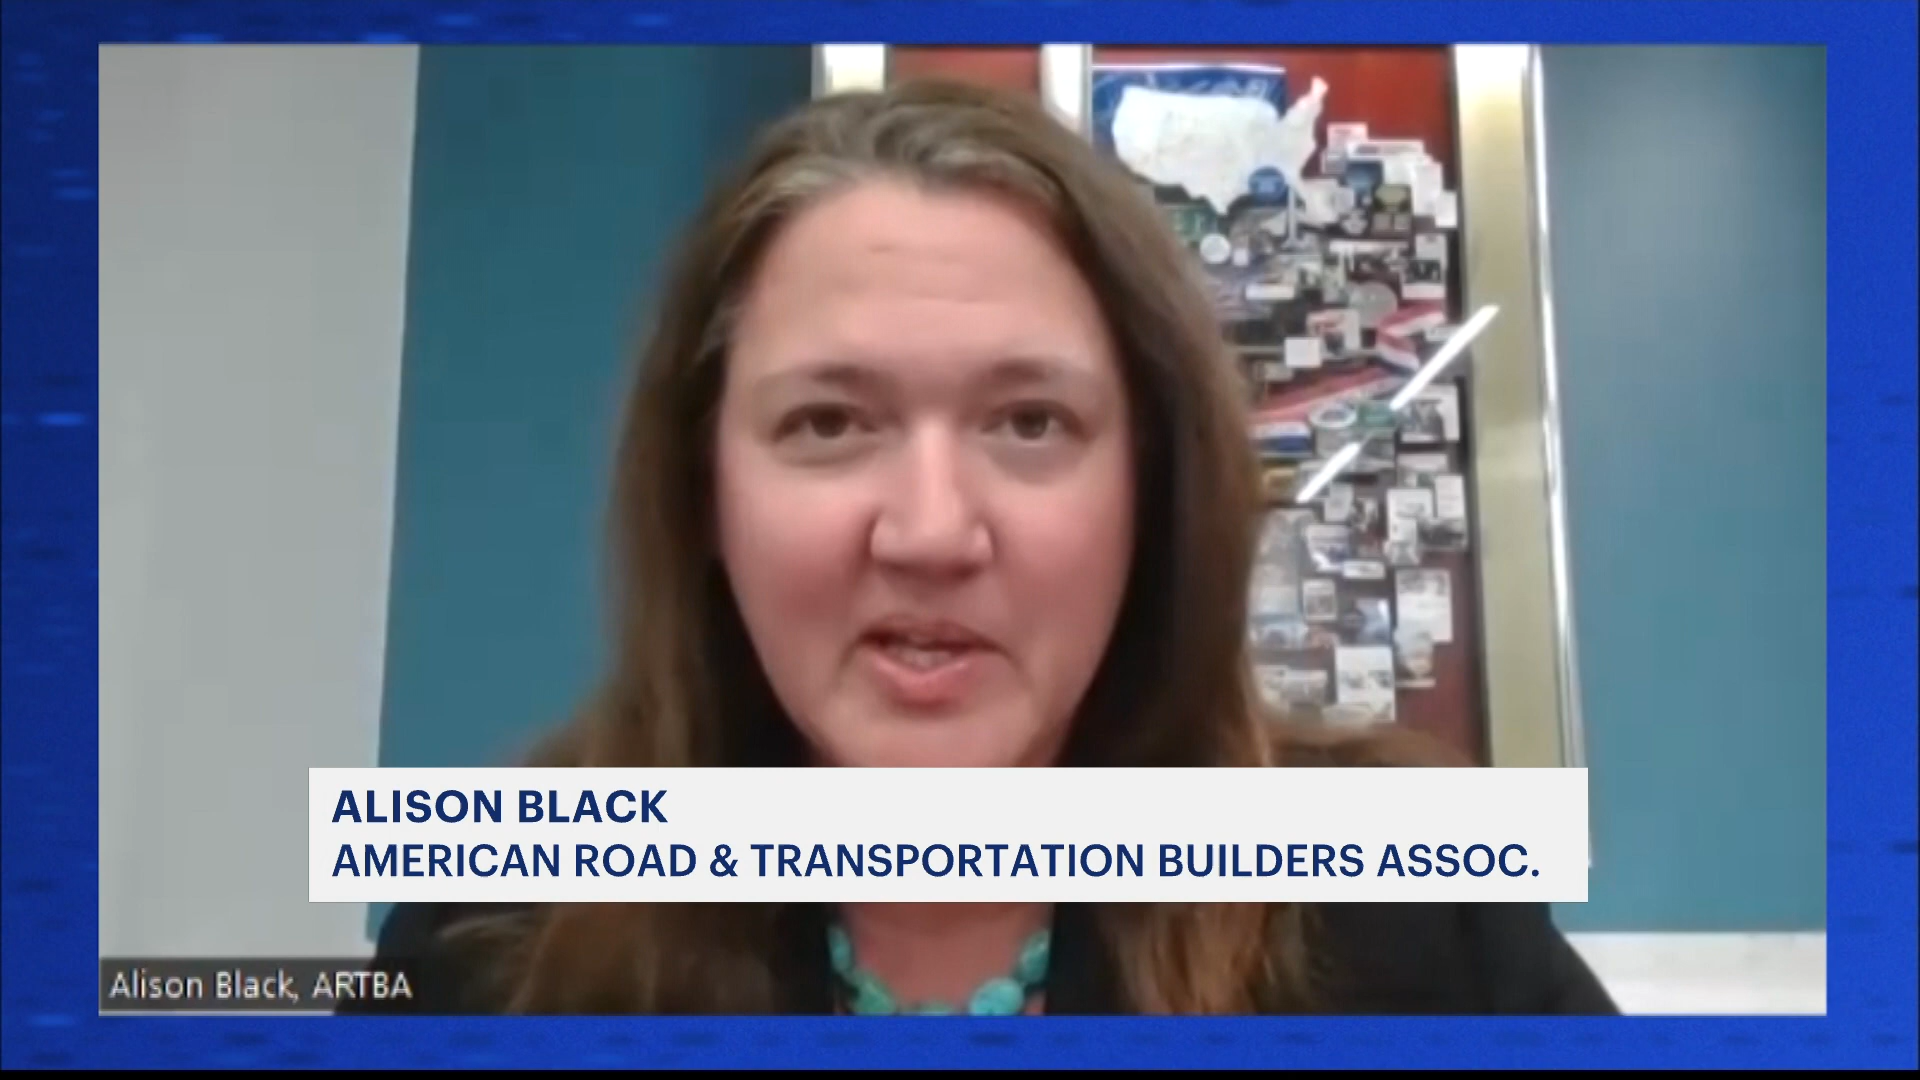 ALISON BLACK
AMERICAN ROAD & TRANSPORTATION BUILDERS ASSOC.
Alison Black, ARTBA